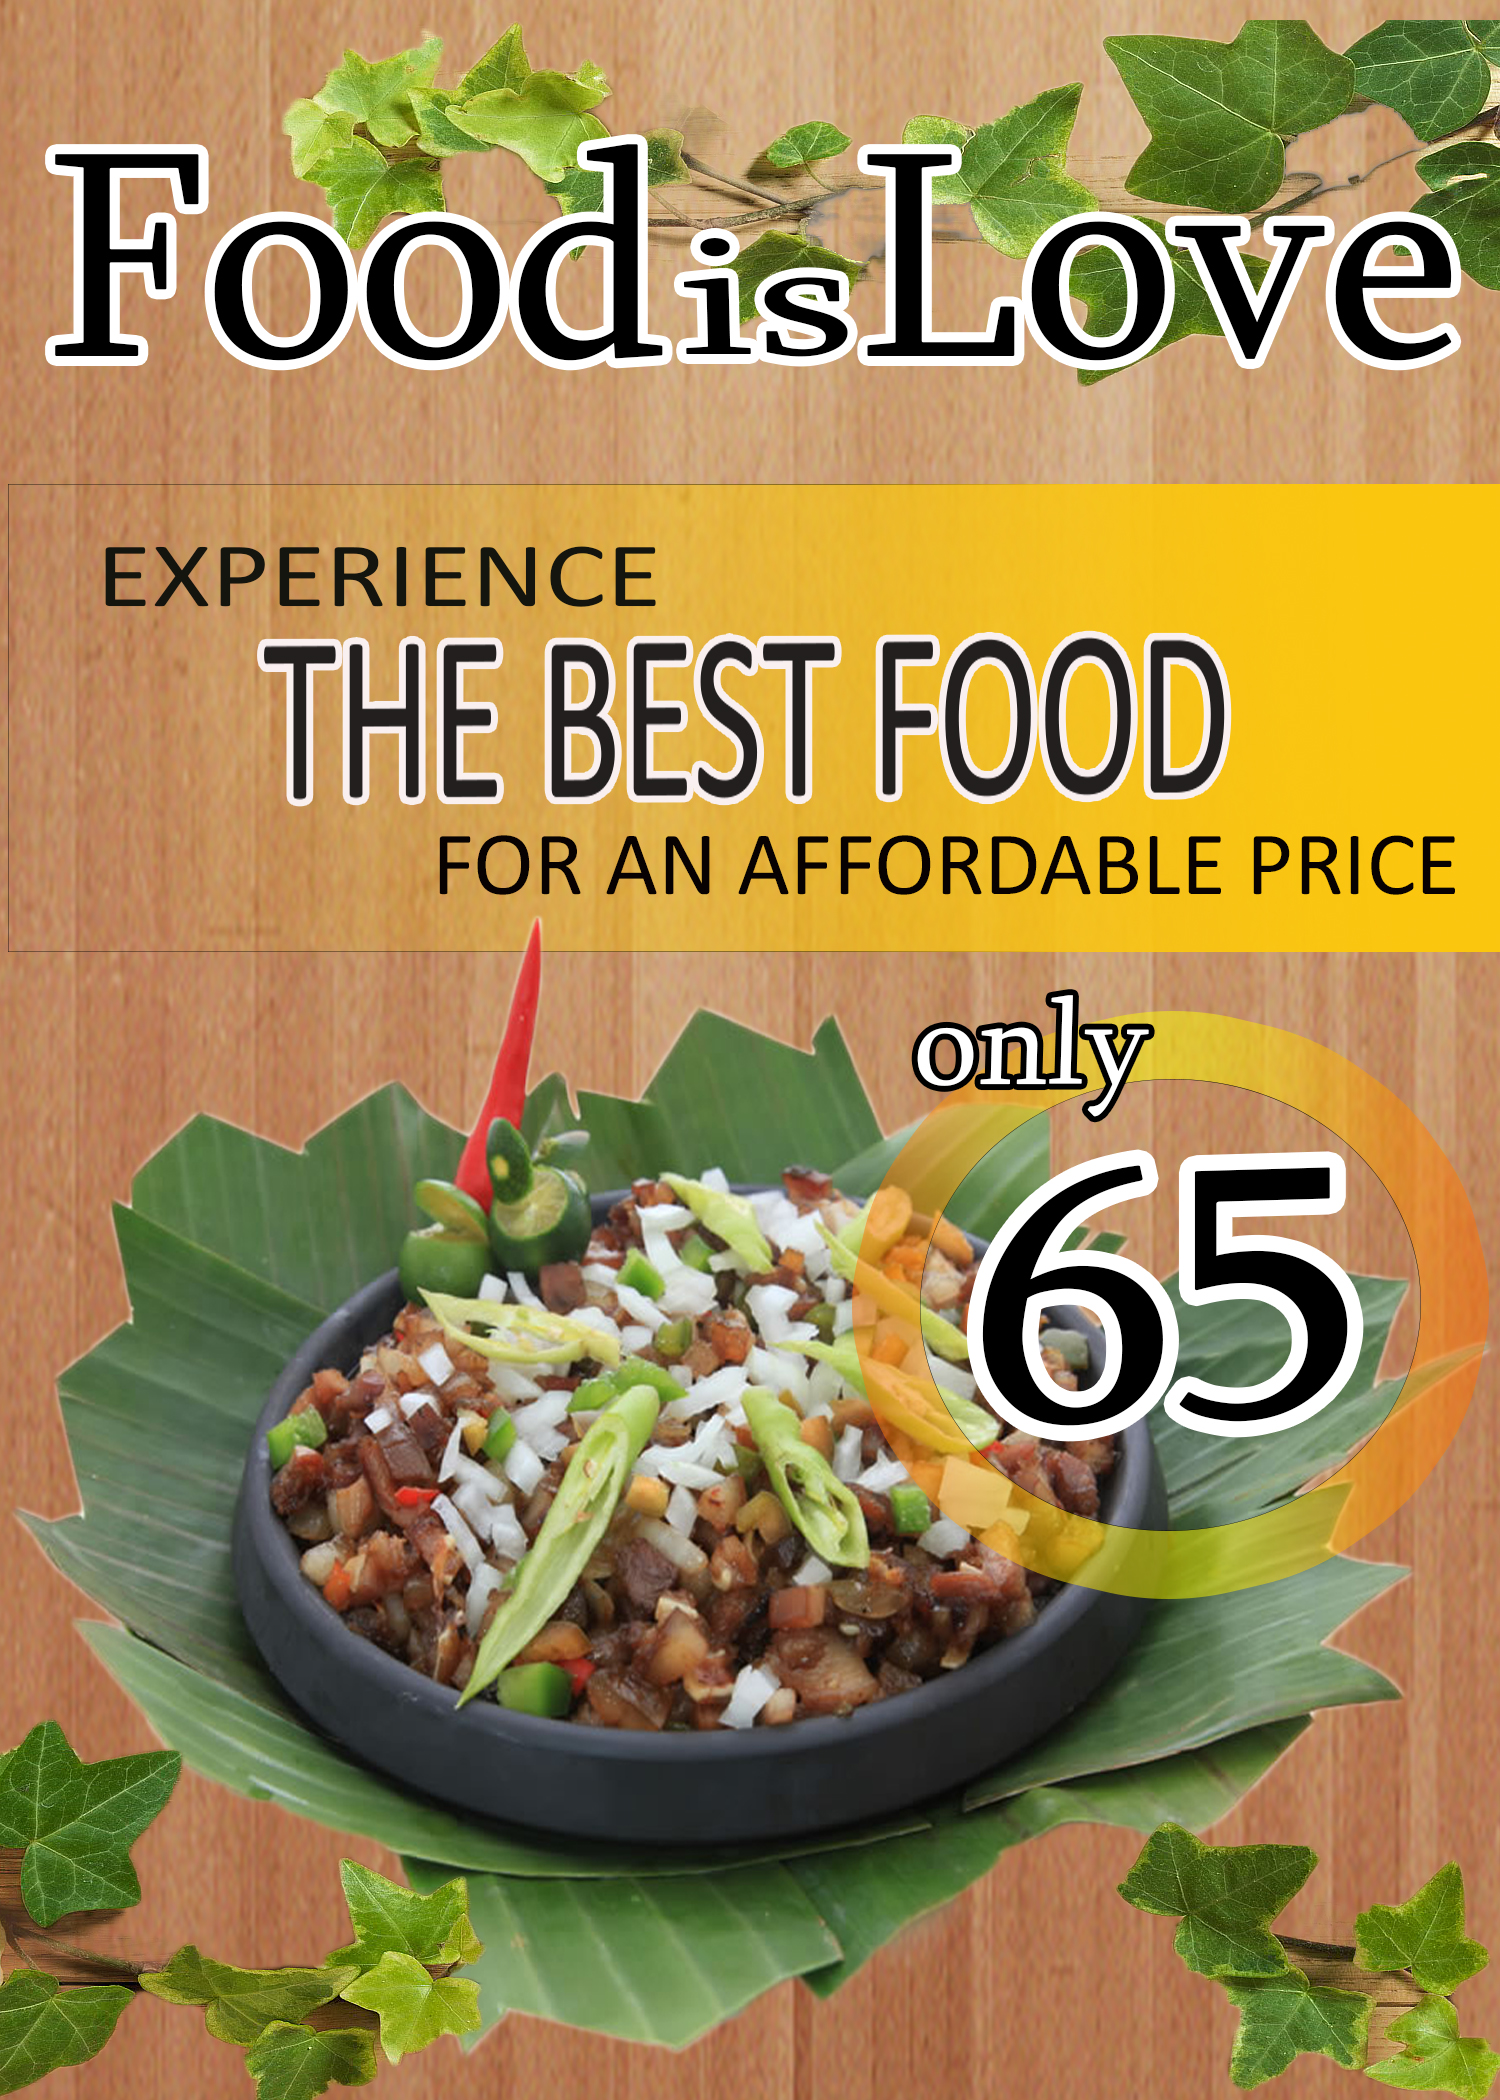 Food is Love
EXPERIENCE
THE BEST FOOD
FOR AN AFFORDABLE PRICE
only
65